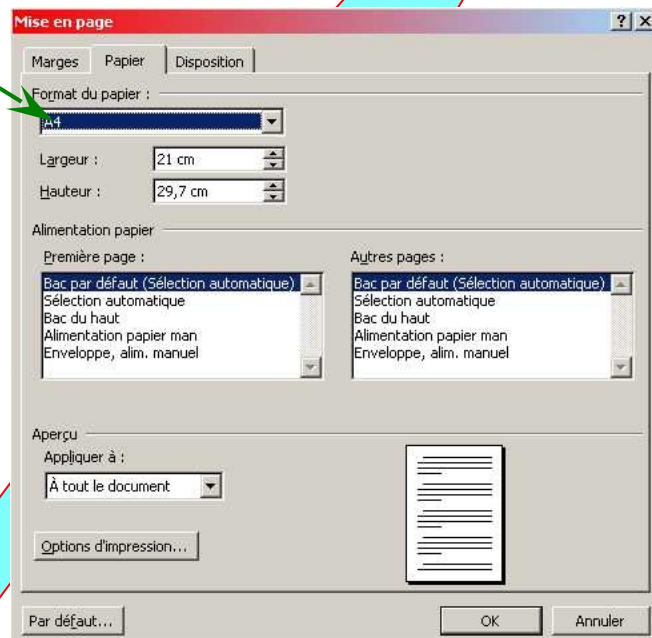 Mise en page
Marges Papier Disposition
Format du papier :
A4
Largeur : 21 cm
Hauteur : 29,7 cm
Alimentation papier
Première page : Autres pages :
Bac par défaut (Sélection automatique) Bac par défaut (Sélection automatique)
Sélection automatique Sélection automatique
Bac du haut Bac du haut
Alimentation papier man Alimentation papier man
Enveloppe, alim. manuel Enveloppe, alim. manuel
Aperçu
Appliquer à :
À tout le document
Options d'impression...
Par défaut... OK Annuler